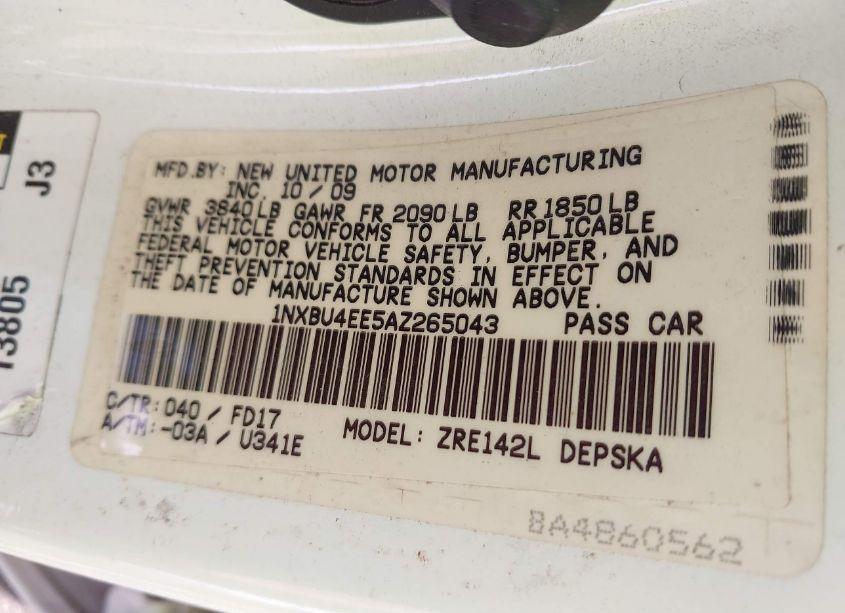 MFD.BY: NEW UNITED MOTOR MANUFACTURING
INC. 10 / 09
GVWR 3840LB GAWR FR 2090LB RR1850LB
THIS VEHICLE CONFORMS TO ALL APPLICABLE
FEDERAL MOTOR VEHICLE SAFETY, BUMPER, AND
THEFT PREVENTION STANDARDS IN EFFECT ON
THE DATE OF MANUFACTURE SHOWN ABOVE.
1NXBU4EE5AZ265043 PASS CAR
C/TR: 040 / FD17
A/TM: -03A / U341E
MODEL: ZRE142L DEPSKA
BA4860562
J3
13805